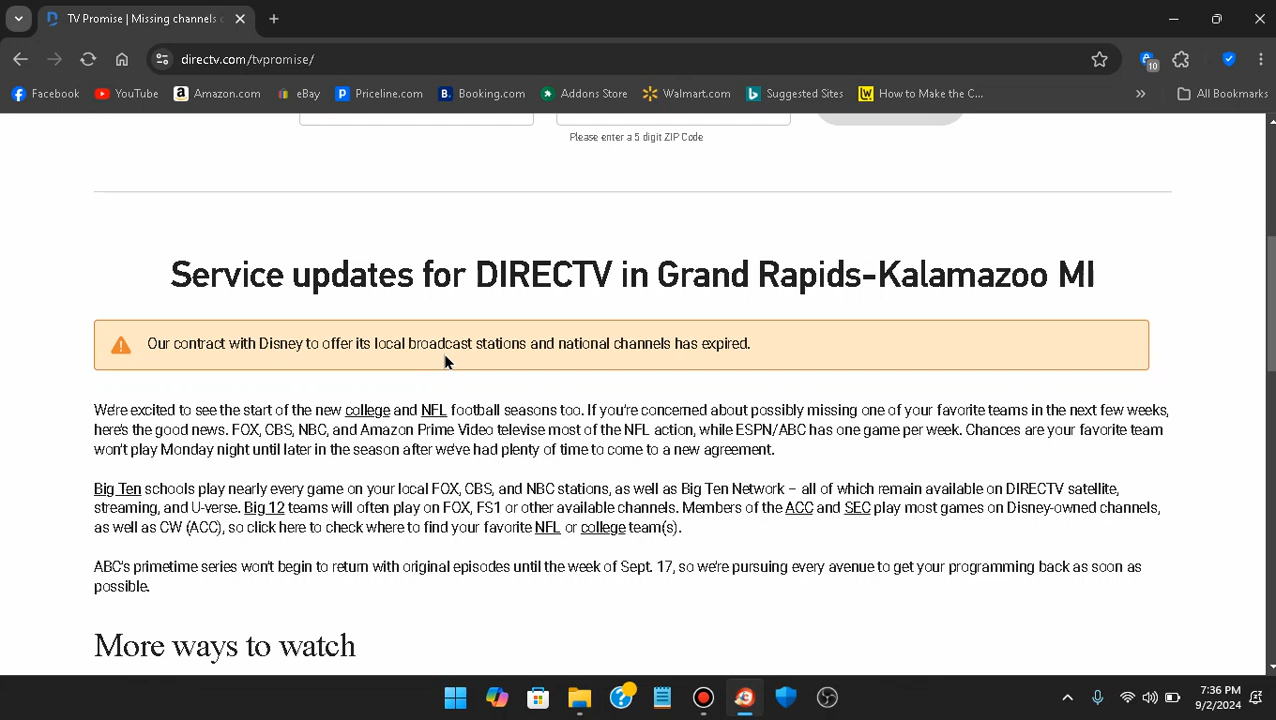 TV Promise | Missing channels
directv.com/tvpromise/
10
Facebook YouTube Amazon.com eBay Priceline.com Booking.com Addons Store Walmart.com Suggested Sites How to Make the C... All Bookmarks
Please enter a 5 digit ZIP Code
Service updates for DIRECTV in Grand Rapids-Kalamazoo MI
Our contract with Disney to offer its local broadcast stations and national channels has expired.
We're excited to see the start of the new college and NFL football seasons too. If you're concerned about possibly missing one of your favorite teams in the next few weeks,
here's the good news. FOX, CBS, NBC, and Amazon Prime Video televise most of the NFL action, while ESPN/ABC has one game per week. Chances are your favorite team
won't play Monday night until later in the season after we've had plenty of time to come to a new agreement.
Big Ten schools play nearly every game on your local FOX, CBS, and NBC stations, as well as Big Ten Network – all of which remain available on DIRECTV satellite,
streaming, and U-verse. Big 12 teams will often play on FOX, FS1 or other available channels. Members of the ACC and SEC play most games on Disney-owned channels,
as well as CW (ACC), so click here to check where to find your favorite NFL or college team(s).
ABC's primetime series won't begin to return with original episodes until the week of Sept. 17, so we're pursuing every avenue to get your programming back as soon as
possible.
More ways to watch
7:36 PM
9/2/2024